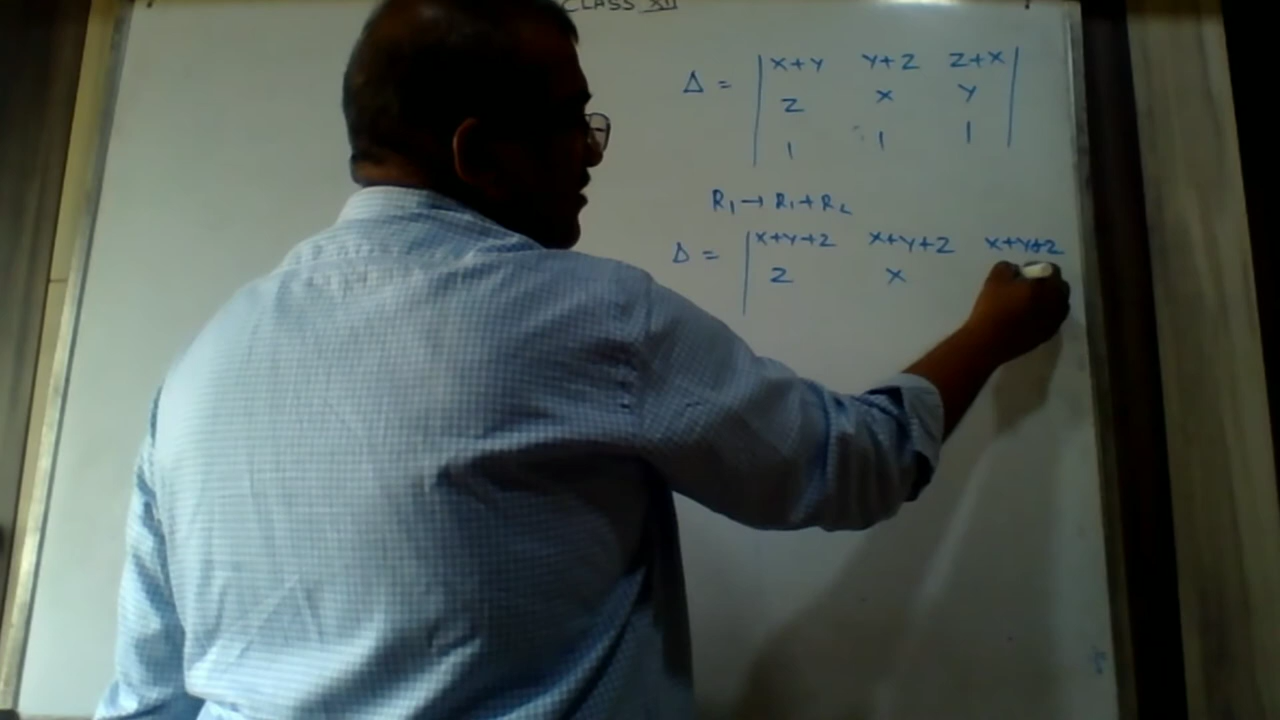 CLASS XII
Δ = | X+Y Y+Z Z+X |
Z X Y
1 1 1
R₁ → R₁ + R₂
Δ = | X+Y+Z X+Y+Z X+Y+Z
Z X